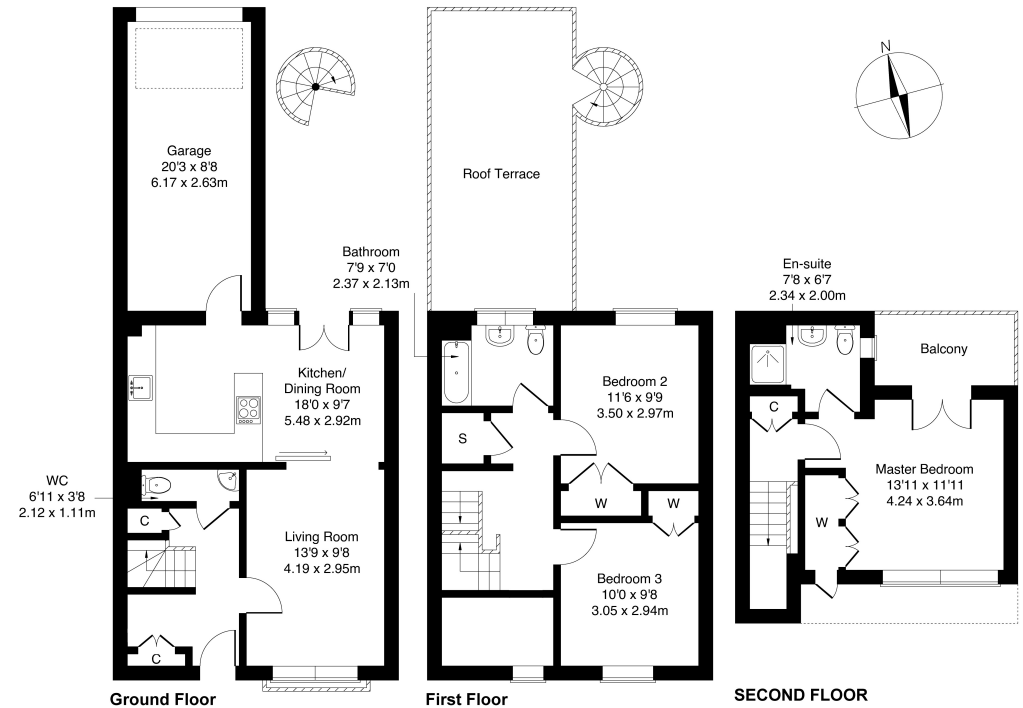 N
Garage
20'3 x 8'8
6.17 x 2.63m
Roof Terrace
Bathroom
7'9 x 7'0
2.37 x 2.13m
En-suite
7'8 x 6'7
2.34 x 2.00m
Balcony
Kitchen/
Dining Room
18'0 x 9'7
5.48 x 2.92m
Bedroom 2
11'6 x 9'9
3.50 x 2.97m
C
S
Master Bedroom
13'11 x 11'11
4.24 x 3.64m
WC
6'11 x 3'8
2.12 x 1.11m
W
W
W
C
Living Room
13'9 x 9'8
4.19 x 2.95m
Bedroom 3
10'0 x 9'8
3.05 x 2.94m
C
Ground Floor
First Floor
SECOND FLOOR